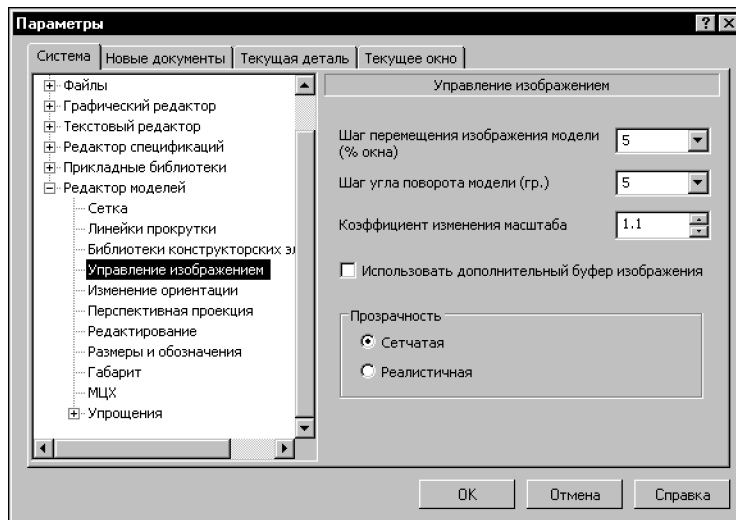 Параметры
Система
Новые документы
Текущая деталь
Текущее окно
Файлы
Графический редактор
Текстовый редактор
Редактор спецификаций
Прикладные библиотеки
Редактор моделей
Сетка
Линейки прокрутки
Библиотеки конструкторских эл
Управление изображением
Изменение ориентации
Перспективная проекция
Редактирование
Размеры и обозначения
Габарит
МЦХ
Упрощения
Управление изображением
Шаг перемещения изображения модели
(% окна)
5
Шаг угла поворота модели (гр.)
5
Коэффициент изменения масштаба
1.1
Использовать дополнительный буфер изображения
Прозрачность
Сетчатая
Реалистичная
OK
Отмена
Справка